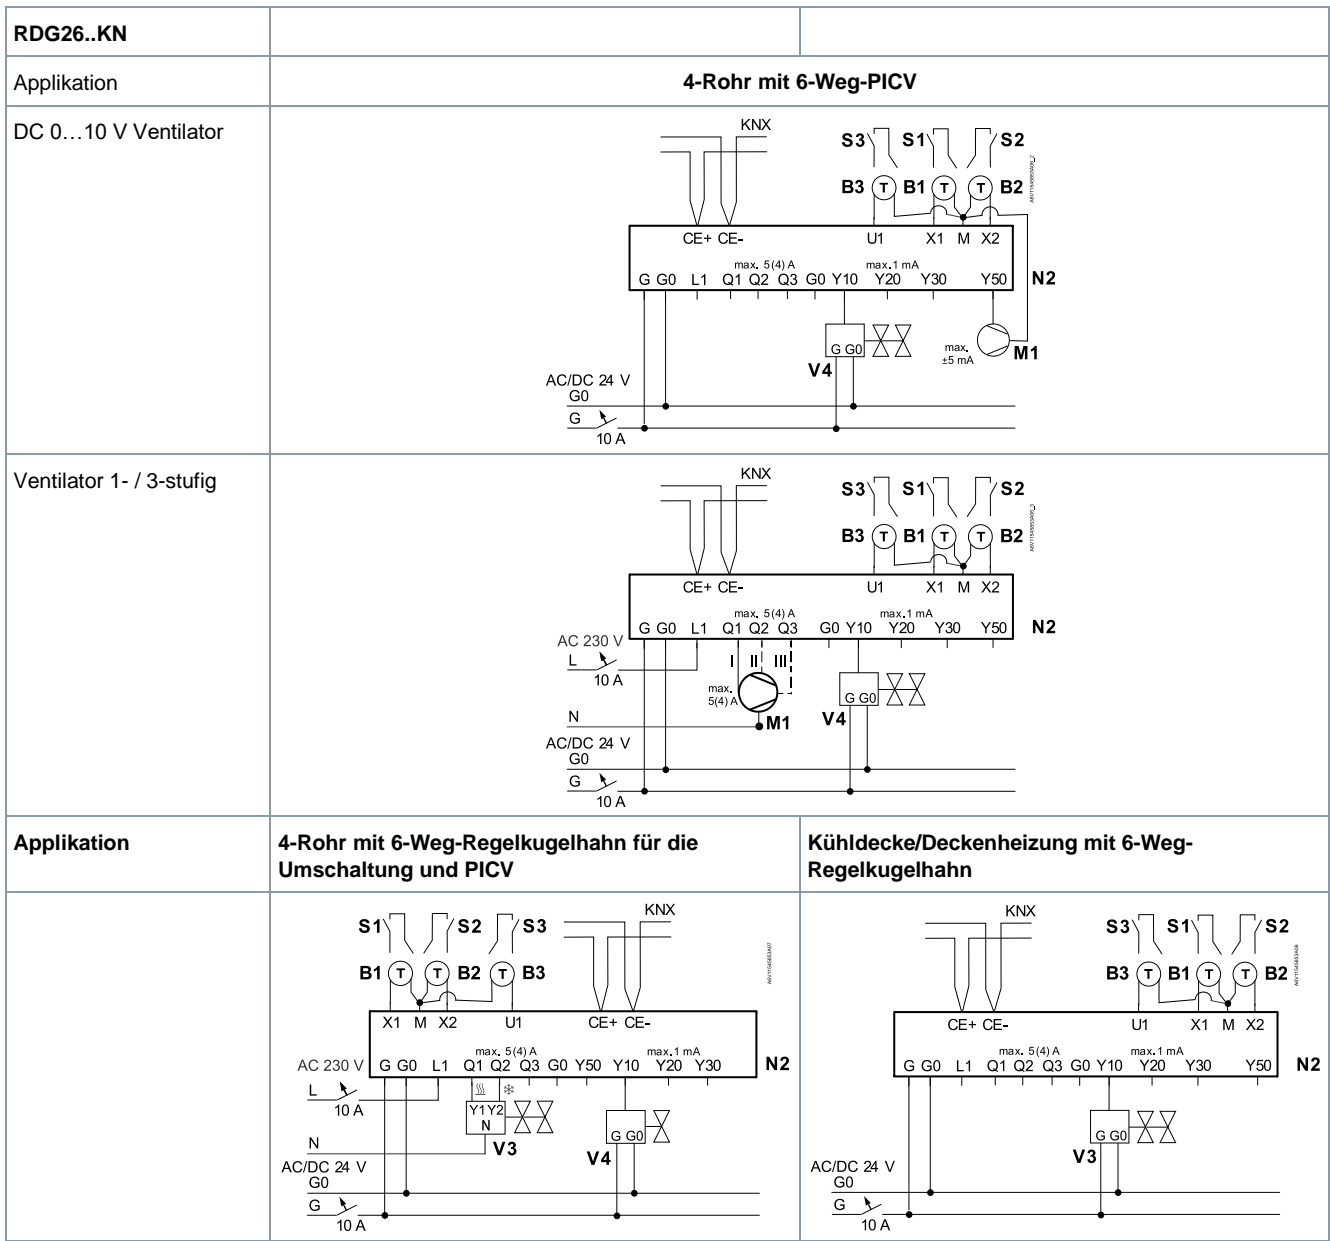 RDG26..KN
Applikation
4-Rohr mit 6-Weg-PICV
DC 0…10 V Ventilator
KNX
S3 S1 S2
B3 T B1 T T B2
CE+ CE- U1 X1 M X2
max. 5(4) A max.1 mA
G G0 L1 Q1 Q2 Q3 G0 Y10 Y20 Y30 Y50 N2
G G0
max.
±5 mA
M1
V4
AC/DC 24 V
G0
G
10 A
Ventilator 1- / 3-stufig
KNX
S3 S1 S2
B3 T B1 T T B2
CE+ CE- U1 X1 M X2
max. 5(4) A max.1 mA
G G0 L1 Q1 Q2 Q3 G0 Y10 Y20 Y30 Y50 N2
AC 230 V
L
10 A
I II III
max.
5(4) A
G G0
N
M1 V4
AC/DC 24 V
G0
G
10 A
Applikation
4-Rohr mit 6-Weg-Regelkugelhahn für die
Umschaltung und PICV
Kühldecke/Deckenheizung mit 6-Weg-
Regelkugelhahn
S1 S2 S3 KNX
B1 T T B2 T B3
X1 M X2 U1 CE+ CE-
max. 5(4) A max.1 mA
AC 230 V G G0 L1 Q1 Q2 Q3 G0 Y50 Y10 Y20 Y30 N2
L
10 A
Y1 Y2
N
G G0
N
V3 V4
AC/DC 24 V
G0
G
10 A
KNX S3 S1 S2
B3 T B1 T T B2
CE+ CE- U1 X1 M X2
max. 5(4) A max.1 mA
G G0 L1 Q1 Q2 Q3 G0 Y10 Y20 Y30 Y50 N2
G G0
V3
AC/DC 24 V
G0
G
10 A